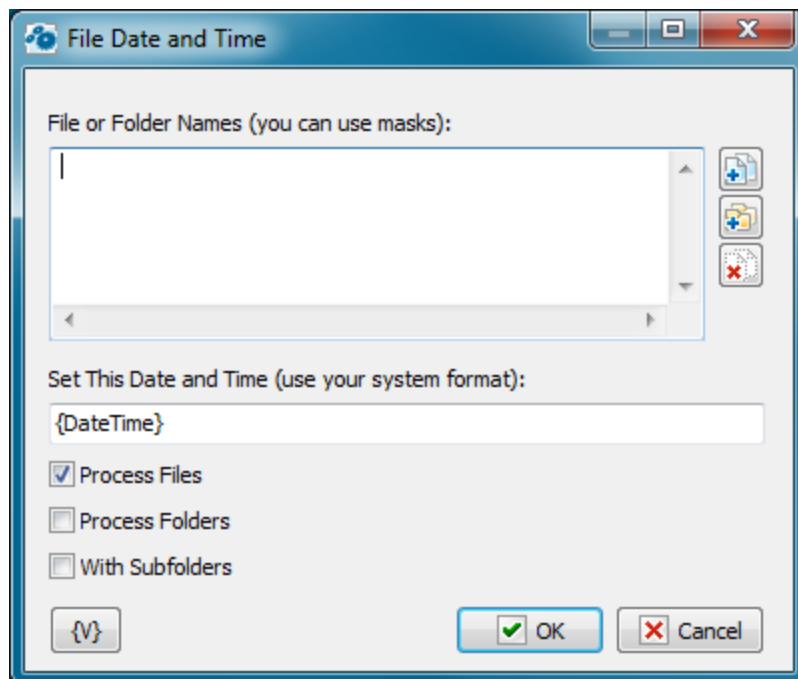 File Date and Time
File or Folder Names (you can use masks):
Set This Date and Time (use your system format):
{DateTime}
Process Files
Process Folders
With Subfolders
{V} OK Cancel